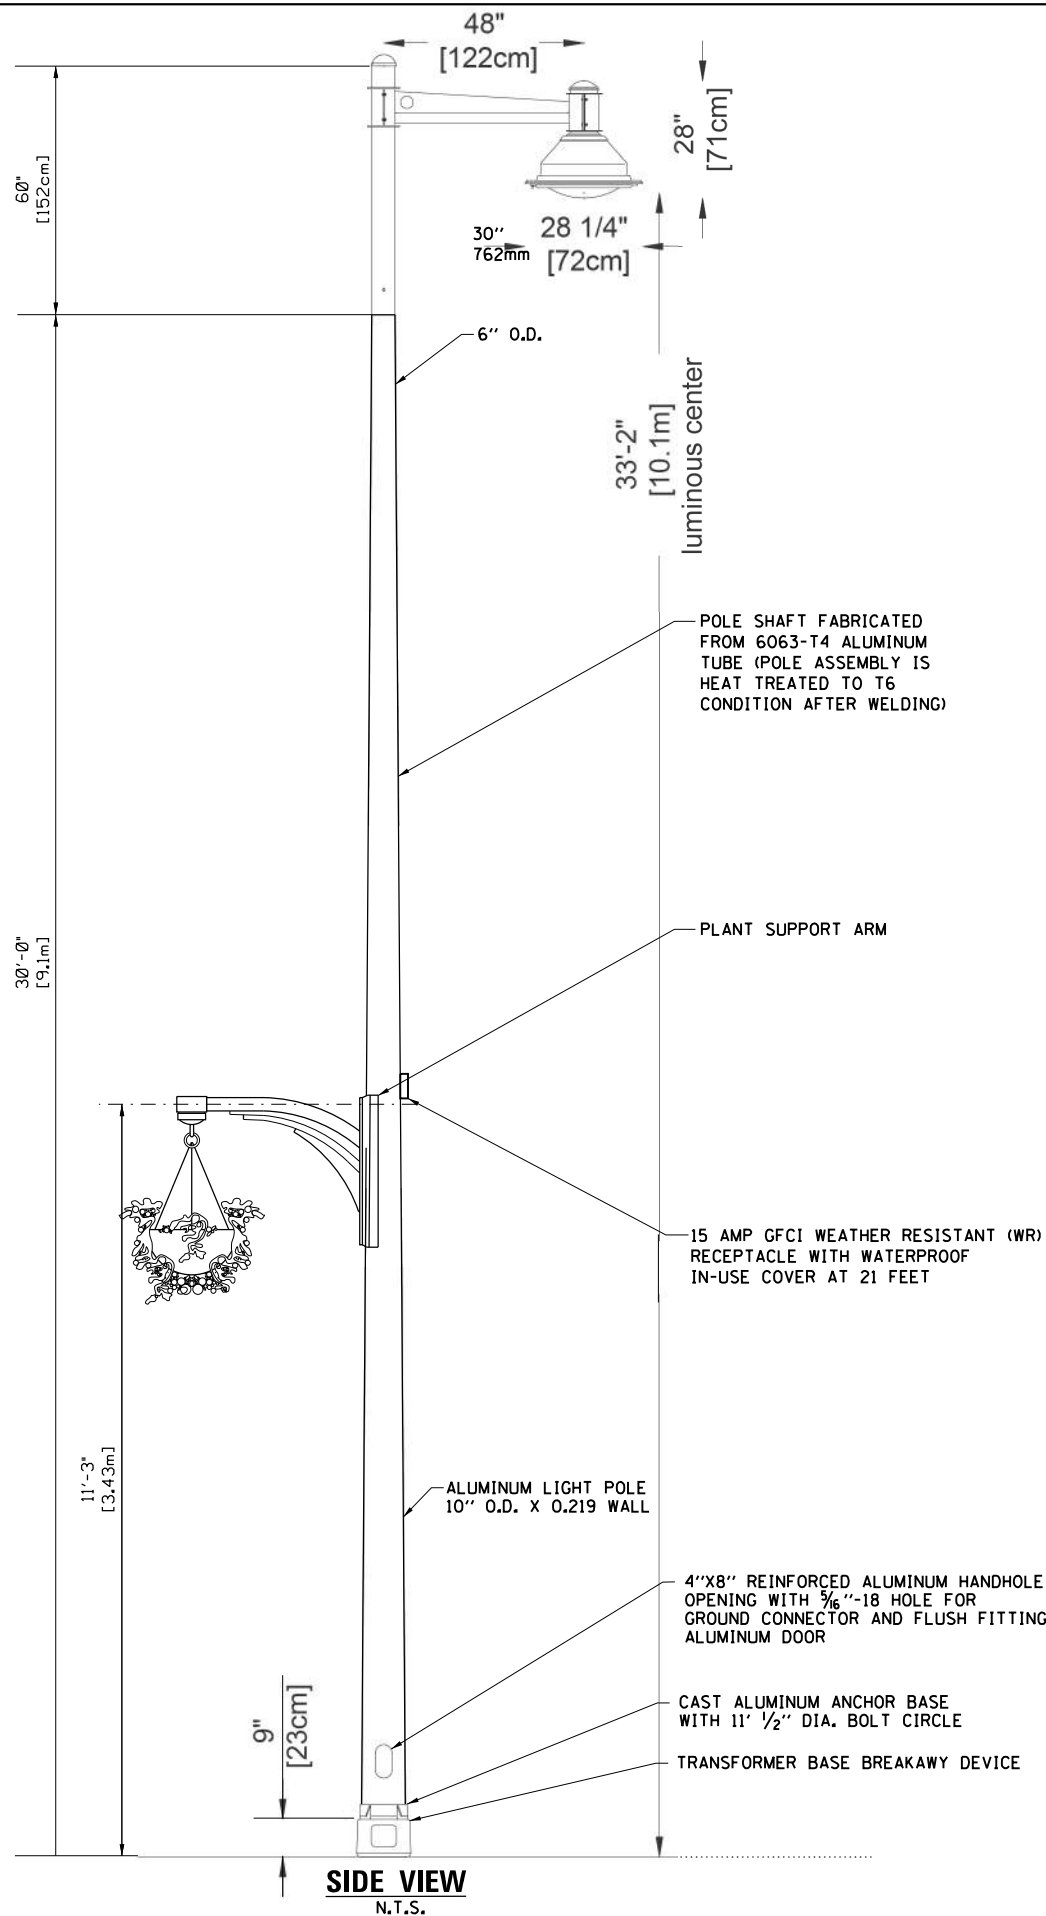 48"
[122cm]
28"
[71cm]
60"
[152cm]
30''
762mm
28 1/4"
[72cm]
6'' O.D.
33'-2"
[10.1m]
luminous center
POLE SHAFT FABRICATED
FROM 6063-T4 ALUMINUM
TUBE (POLE ASSEMBLY IS
HEAT TREATED TO T6
CONDITION AFTER WELDING)
PLANT SUPPORT ARM
30'-0"
[9.1m]
15 AMP GFCI WEATHER RESISTANT (WR)
RECEPTACLE WITH WATERPROOF
IN-USE COVER AT 21 FEET
11'-3"
[3.43m]
ALUMINUM LIGHT POLE
10'' O.D. X 0.219 WALL
4''X8'' REINFORCED ALUMINUM HANDHOLE
OPENING WITH 5/16 ''-18 HOLE FOR
GROUND CONNECTOR AND FLUSH FITTING
ALUMINUM DOOR
9"
[23cm]
CAST ALUMINUM ANCHOR BASE
WITH 11' 1/2'' DIA. BOLT CIRCLE
TRANSFORMER BASE BREAKAWY DEVICE
SIDE VIEW
N.T.S.